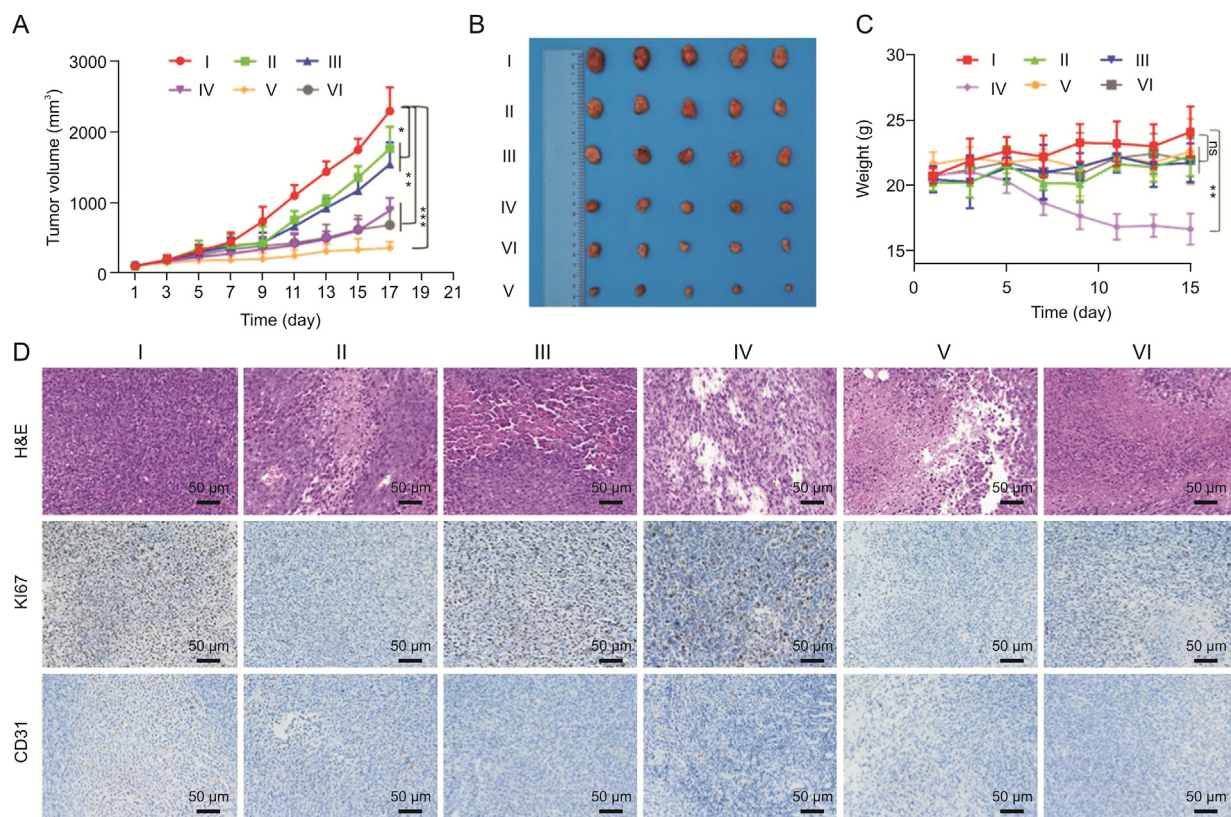 A
Tumor volume (mm³)
3000
2000
1000
0
I II III
IV V VI
*
**
***
1 3 5 7 9 11 13 15 17 19 21
Time (day)
B
I
II
III
IV
VI
V
C
Weight (g)
30
25
20
15
I II III
IV V VI
ns
**
0 5 10 15
Time (day)
D
I II III IV V VI
H&E
50 μm 50 μm 50 μm 50 μm 50 μm 50 μm
KI67
50 μm 50 μm 50 μm 50 μm 50 μm 50 μm
CD31
50 μm 50 μm 50 μm 50 μm 50 μm 50 μm